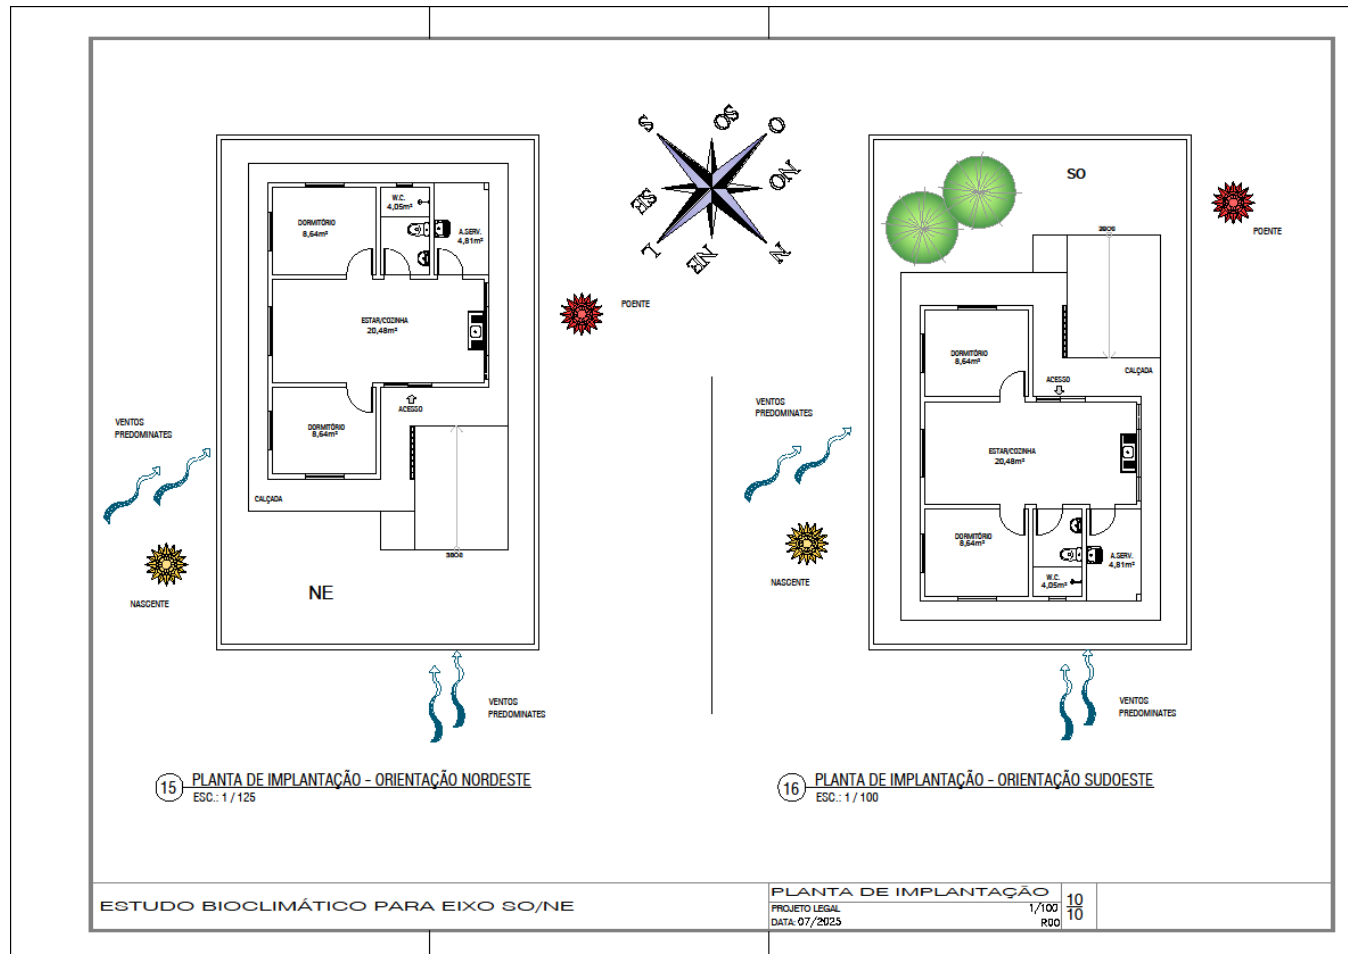 S
SO
O
SE
NO
L
NE
N
DORMITÓRIO
8,64m²
W.C.
4,05m²
A.SERV.
4,81m²
ESTAR/COZINHA
20,48m²
DORMITÓRIO
8,64m²
ACESSO
CALÇADA
3806
NE
POENTE
VENTOS
PREDOMINATES
NASCENTE
VENTOS
PREDOMINATES
SO
POENTE
3806
CALÇADA
ACESSO
DORMITÓRIO
8,64m²
ESTAR/COZINHA
20,48m²
DORMITÓRIO
8,64m²
W.C.
4,05m²
A.SERV.
4,81m²
VENTOS
PREDOMINATES
NASCENTE
VENTOS
PREDOMINATES
15 PLANTA DE IMPLANTAÇÃO - ORIENTAÇÃO NORDESTE
ESC.: 1 / 125
16 PLANTA DE IMPLANTAÇÃO - ORIENTAÇÃO SUDOESTE
ESC.: 1 / 100
ESTUDO BIOCLIMÁTICO PARA EIXO SO/NE
PLANTA DE IMPLANTAÇÃO
PROJETO LEGAL 1/100
DATA: 07/2025 R00
10
10